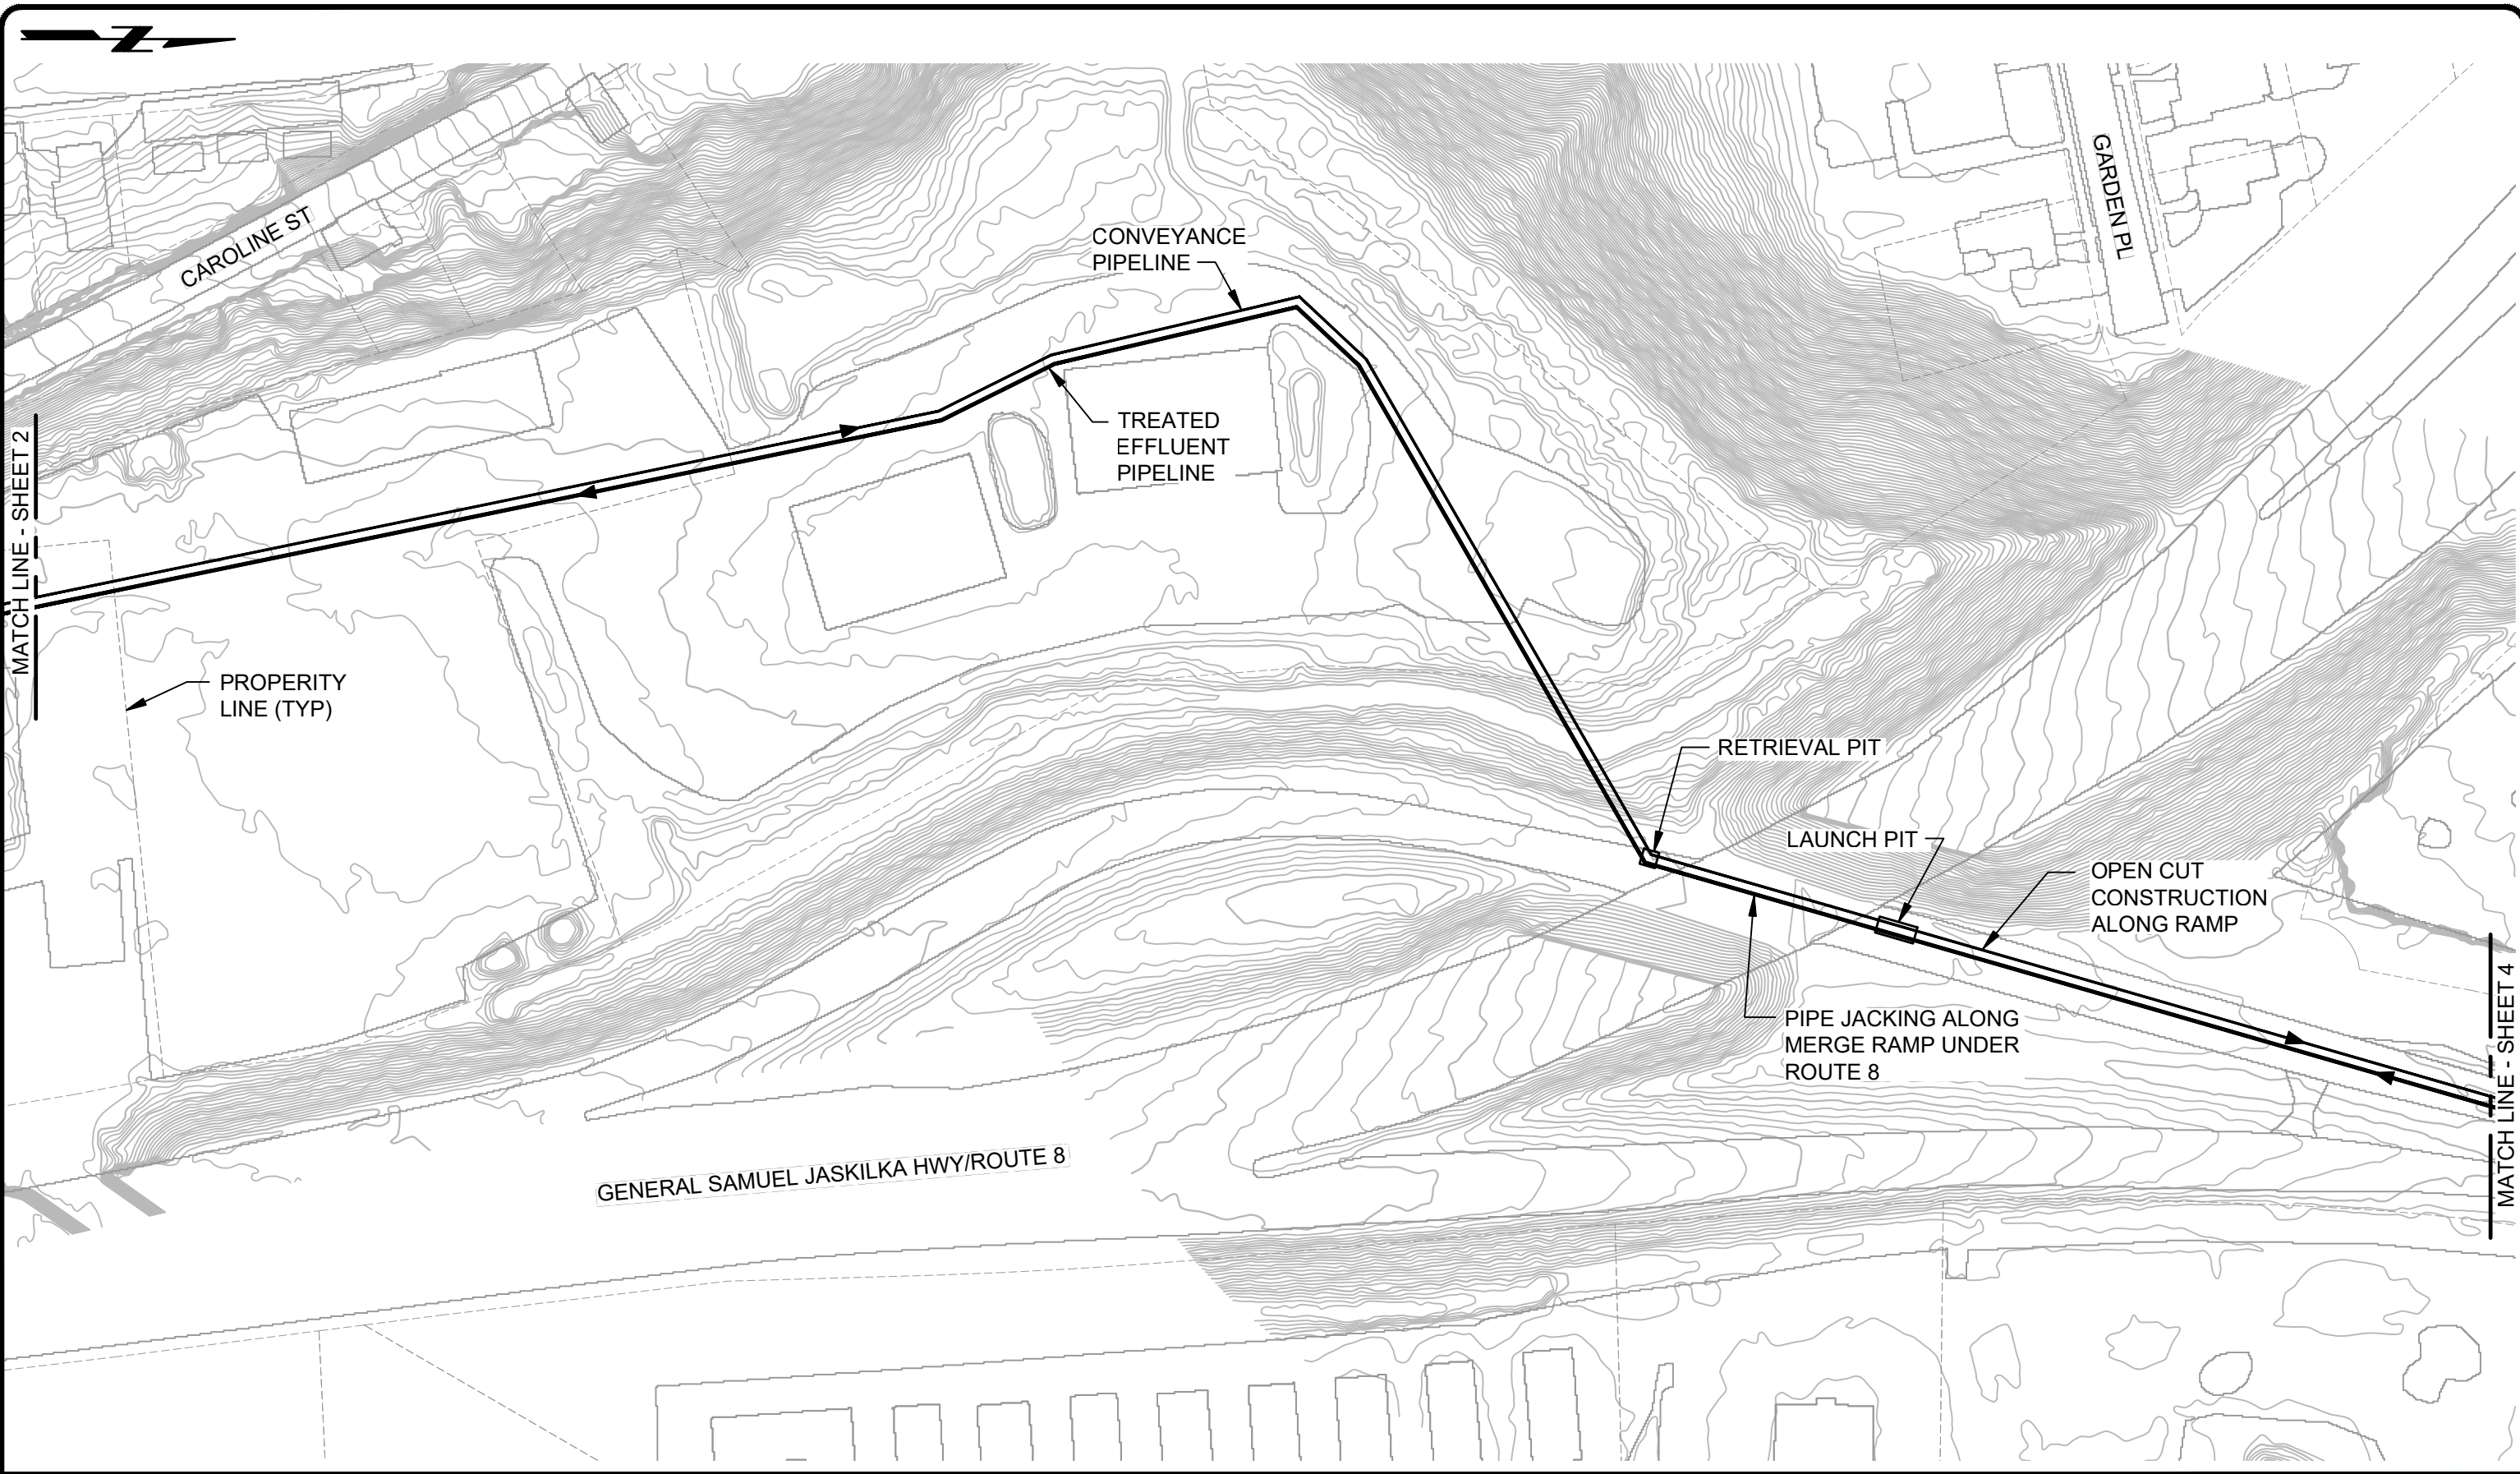 Z
CAROLINE ST
GARDEN PL
CONVEYANCE
PIPELINE
TREATED
EFFLUENT
PIPELINE
MATCH LINE - SHEET 2
PROPERITY
LINE (TYP)
RETRIEVAL PIT
LAUNCH PIT
OPEN CUT
CONSTRUCTION
ALONG RAMP
PIPE JACKING ALONG
MERGE RAMP UNDER
ROUTE 8
MATCH LINE - SHEET 4
GENERAL SAMUEL JASKILKA HWY/ROUTE 8